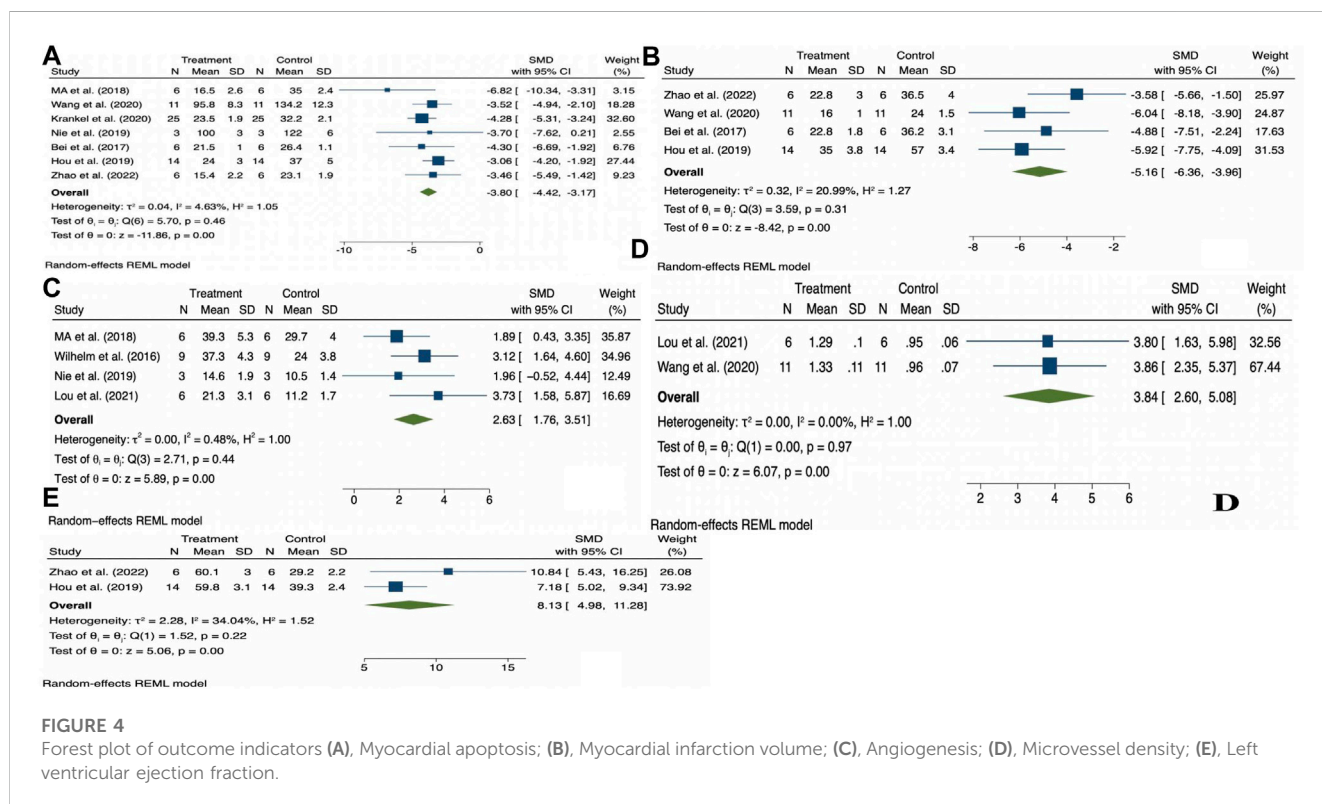 A
Treatment Control SMD Weight
Study N Mean SD N Mean SD with 95% CI (%)
MA et al. (2018) 6 16.5 2.6 6 35 2.4 -6.82 [ -10.34, -3.31] 3.15
Wang et al. (2020) 11 95.8 8.3 11 134.2 12.3 -3.52 [ -4.94, -2.10] 18.28
Krankel et al. (2020) 25 23.5 1.9 25 32.2 2.1 -4.28 [ -5.31, -3.24] 32.60
Nie et al. (2019) 3 100 3 3 122 6 -3.70 [ -7.62, 0.21] 2.55
Bei et al. (2017) 6 21.5 1 6 26.4 1.1 -4.30 [ -6.69, -1.92] 6.76
Hou et al. (2019) 14 24 3 14 37 5 -3.06 [ -4.20, -1.92] 27.44
Zhao et al. (2022) 6 15.4 2.2 6 23.1 1.9 -3.46 [ -5.49, -1.42] 9.23
Overall -3.80 [ -4.42, -3.17]
Heterogeneity: τ² = 0.04, I² = 4.63%, H² = 1.05
Test of θᵢ = θⱼ: Q(6) = 5.70, p = 0.46
Test of θ = 0: z = -11.86, p = 0.00
-10 -5 0
Random-effects REML model
B
Treatment Control SMD Weight
Study N Mean SD N Mean SD with 95% CI (%)
Zhao et al. (2022) 6 22.8 3 6 36.5 4 -3.58 [ -5.66, -1.50] 25.97
Wang et al. (2020) 11 16 1 11 24 1.5 -6.04 [ -8.18, -3.90] 24.87
Bei et al. (2017) 6 22.8 1.8 6 36.2 3.1 -4.88 [ -7.51, -2.24] 17.63
Hou et al. (2019) 14 35 3.8 14 57 3.4 -5.92 [ -7.75, -4.09] 31.53
Overall -5.16 [ -6.36, -3.96]
Heterogeneity: τ² = 0.32, I² = 20.99%, H² = 1.27
Test of θᵢ = θⱼ: Q(3) = 3.59, p = 0.31
Test of θ = 0: z = -8.42, p = 0.00
-8 -6 -4 -2
Random-effects REML model
C
Treatment Control SMD Weight
Study N Mean SD N Mean SD with 95% CI (%)
MA et al. (2018) 6 39.3 5.3 6 29.7 4 1.89 [ 0.43, 3.35] 35.87
Wilhelm et al. (2016) 9 37.3 4.3 9 24 3.8 3.12 [ 1.64, 4.60] 34.96
Nie et al. (2019) 3 14.6 1.9 3 10.5 1.4 1.96 [ −0.52, 4.44] 12.49
Lou et al. (2021) 6 21.3 3.1 6 11.2 1.7 3.73 [ 1.58, 5.87] 16.69
Overall 2.63 [ 1.76, 3.51]
Heterogeneity: τ² = 0.00, I² = 0.48%, H² = 1.00
Test of θᵢ = θⱼ: Q(3) = 2.71, p = 0.44
Test of θ = 0: z = 5.89, p = 0.00
0 2 4 6
Random−effects REML model
D
Treatment Control SMD Weight
Study N Mean SD N Mean SD with 95% CI (%)
Lou et al. (2021) 6 1.29 .1 6 .95 .06 3.80 [ 1.63, 5.98] 32.56
Wang et al. (2020) 11 1.33 .11 11 .96 .07 3.86 [ 2.35, 5.37] 67.44
Overall 3.84 [ 2.60, 5.08]
Heterogeneity: τ² = 0.00, I² = 0.00%, H² = 1.00
Test of θᵢ = θⱼ: Q(1) = 0.00, p = 0.97
Test of θ = 0: z = 6.07, p = 0.00
2 3 4 5 6
D
Random-effects REML model
E
Treatment Control SMD Weight
Study N Mean SD N Mean SD with 95% CI (%)
Zhao et al. (2022) 6 60.1 3 6 29.2 2.2 10.84 [ 5.43, 16.25] 26.08
Hou et al. (2019) 14 59.8 3.1 14 39.3 2.4 7.18 [ 5.02, 9.34] 73.92
Overall 8.13 [ 4.98, 11.28]
Heterogeneity: τ² = 2.28, I² = 34.04%, H² = 1.52
Test of θᵢ = θⱼ: Q(1) = 1.52, p = 0.22
Test of θ = 0: z = 5.06, p = 0.00
5 10 15
Random-effects REML model
FIGURE 4
Forest plot of outcome indicators (A), Myocardial apoptosis; (B), Myocardial infarction volume; (C), Angiogenesis; (D), Microvessel density; (E), Left
ventricular ejection fraction.